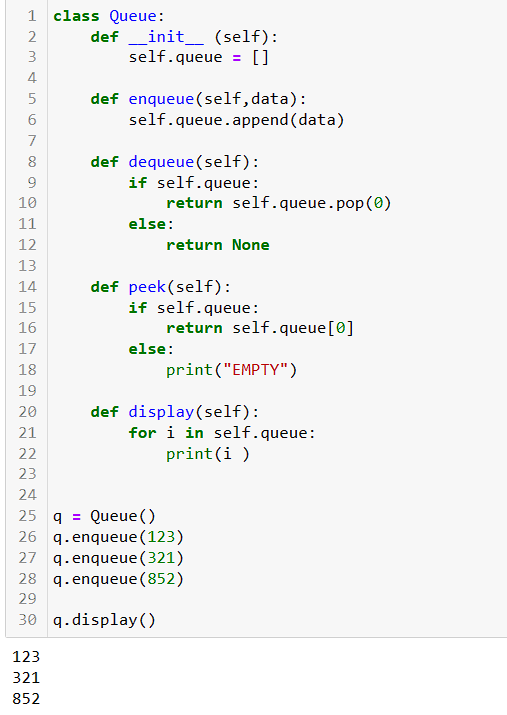 1 class Queue:
2     def __init__ (self):
3         self.queue = []
4
5     def enqueue(self,data):
6         self.queue.append(data)
7
8     def dequeue(self):
9         if self.queue:
10             return self.queue.pop(0)
11         else:
12             return None
13
14     def peek(self):
15         if self.queue:
16             return self.queue[0]
17         else:
18             print("EMPTY")
19
20     def display(self):
21         for i in self.queue:
22             print(i )
23
24
25 q = Queue()
26 q.enqueue(123)
27 q.enqueue(321)
28 q.enqueue(852)
29
30 q.display()
123
321
852